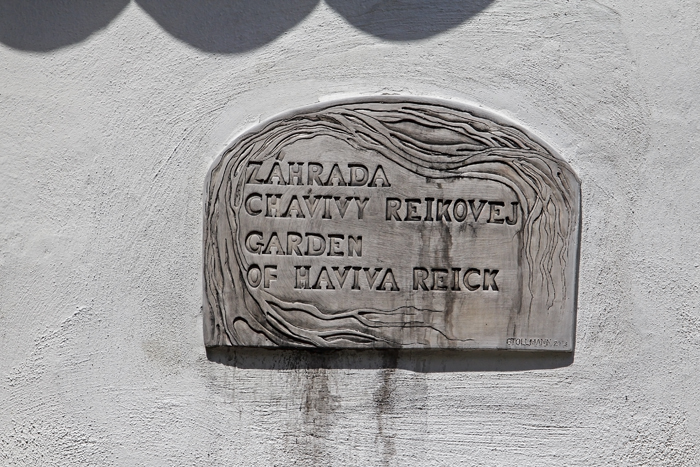 ZÁHRADA
CHAVIVY REIKOVEJ
GARDEN
OF HAVIVA REICK